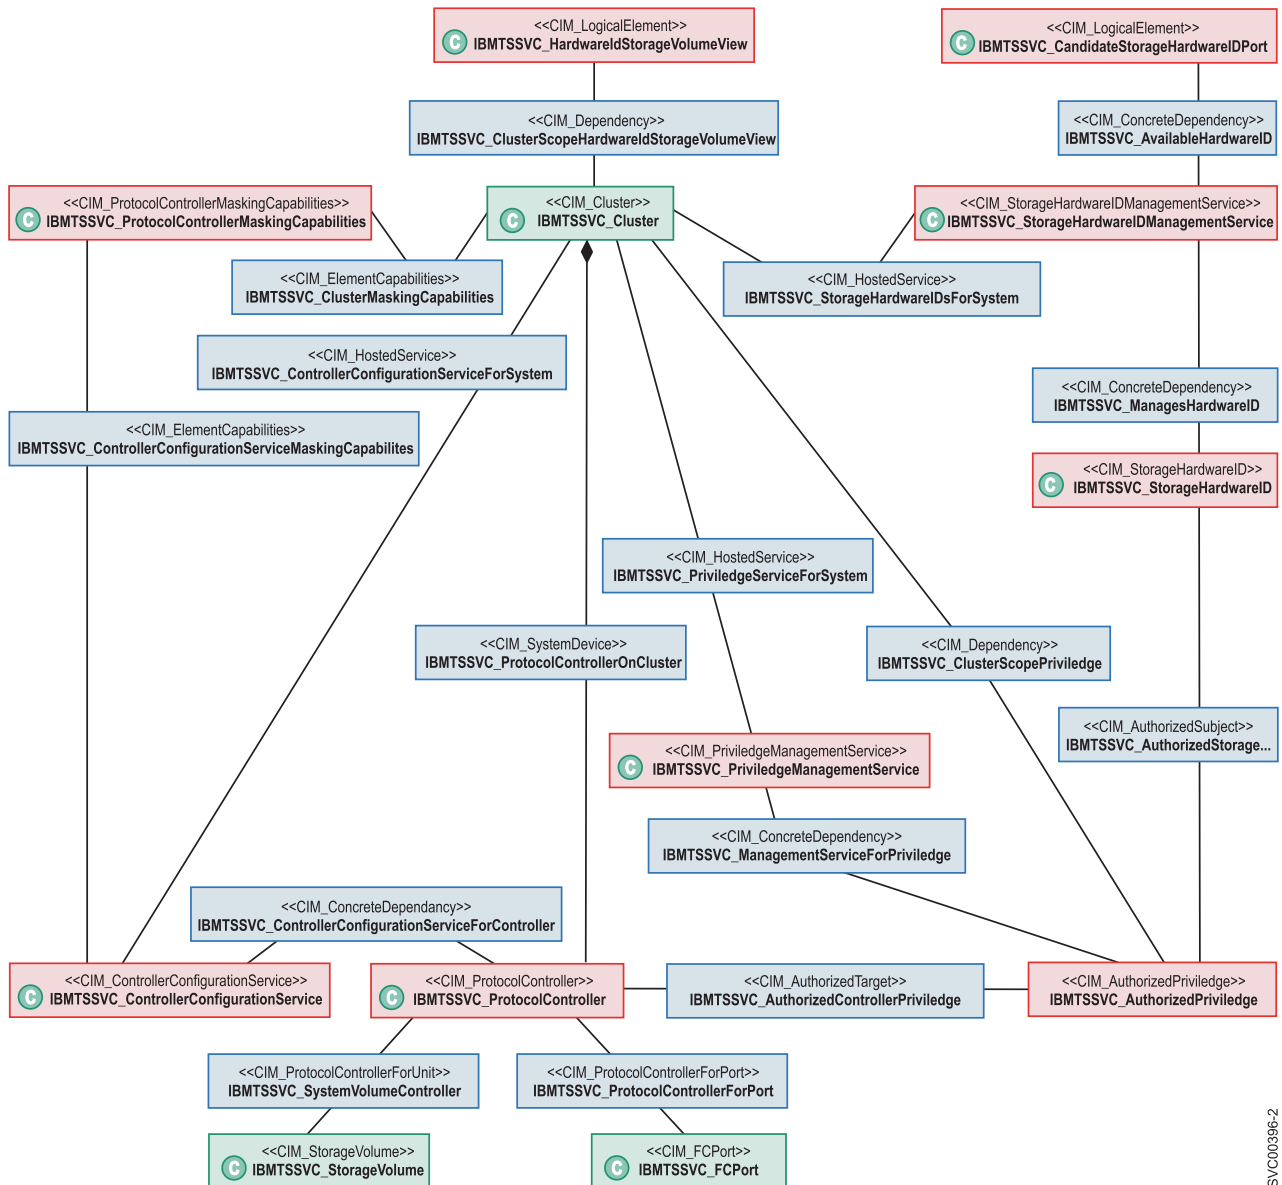 <<CIM_LogicalElement>>
IBMTSSVC_HardwareIdStorageVolumeView
<<CIM_LogicalElement>>
IBMTSSVC_CandidateStorageHardwareIDPort
<<CIM_Dependency>>
IBMTSSVC_ClusterScopeHardwareIdStorageVolumeView
<<CIM_ConcreteDependency>>
IBMTSSVC_AvailableHardwareID
<<CIM_ProtocolControllerMaskingCapabilities>>
IBMTSSVC_ProtocolControllerMaskingCapabilities
<<CIM_Cluster>>
IBMTSSVC_Cluster
<<CIM_StorageHardwareIDManagementService>>
IBMTSSVC_StorageHardwareIDManagementService
<<CIM_ElementCapabilities>>
IBMTSSVC_ClusterMaskingCapabilities
<<CIM_HostedService>>
IBMTSSVC_StorageHardwareIDsForSystem
<<CIM_HostedService>>
IBMTSSVC_ControllerConfigurationServiceForSystem
<<CIM_ConcreteDependency>>
IBMTSSVC_ManagesHardwareID
<<CIM_ElementCapabilities>>
IBMTSSVC_ControllerConfigurationServiceMaskingCapabilites
<<CIM_StorageHardwareID>>
IBMTSSVC_StorageHardwareID
<<CIM_HostedService>>
IBMTSSVC_PriviledgeServiceForSystem
<<CIM_SystemDevice>>
IBMTSSVC_ProtocolControllerOnCluster
<<CIM_Dependency>>
IBMTSSVC_ClusterScopePriviledge
<<CIM_AuthorizedSubject>>
IBMTSSVC_AuthorizedStorage...
<<CIM_PriviledgeManagementService>>
IBMTSSVC_PriviledgeManagementService
<<CIM_ConcreteDependency>>
IBMTSSVC_ManagementServiceForPriviledge
<<CIM_ConcreteDependancy>>
IBMTSSVC_ControllerConfigurationServiceForController
<<CIM_ControllerConfigurationService>>
IBMTSSVC_ControllerConfigurationService
<<CIM_ProtocolController>>
IBMTSSVC_ProtocolController
<<CIM_AuthorizedTarget>>
IBMTSSVC_AuthorizedControllerPriviledge
<<CIM_AuthorizedPriviledge>>
IBMTSSVC_AuthorizedPriviledge
<<CIM_ProtocolControllerForUnit>>
IBMTSSVC_SystemVolumeController
<<CIM_ProtocolControllerForPort>>
IBMTSSVC_ProtocolControllerForPort
<<CIM_StorageVolume>>
IBMTSSVC_StorageVolume
<<CIM_FCPort>>
IBMTSSVC_FCPort
SVC00396-2